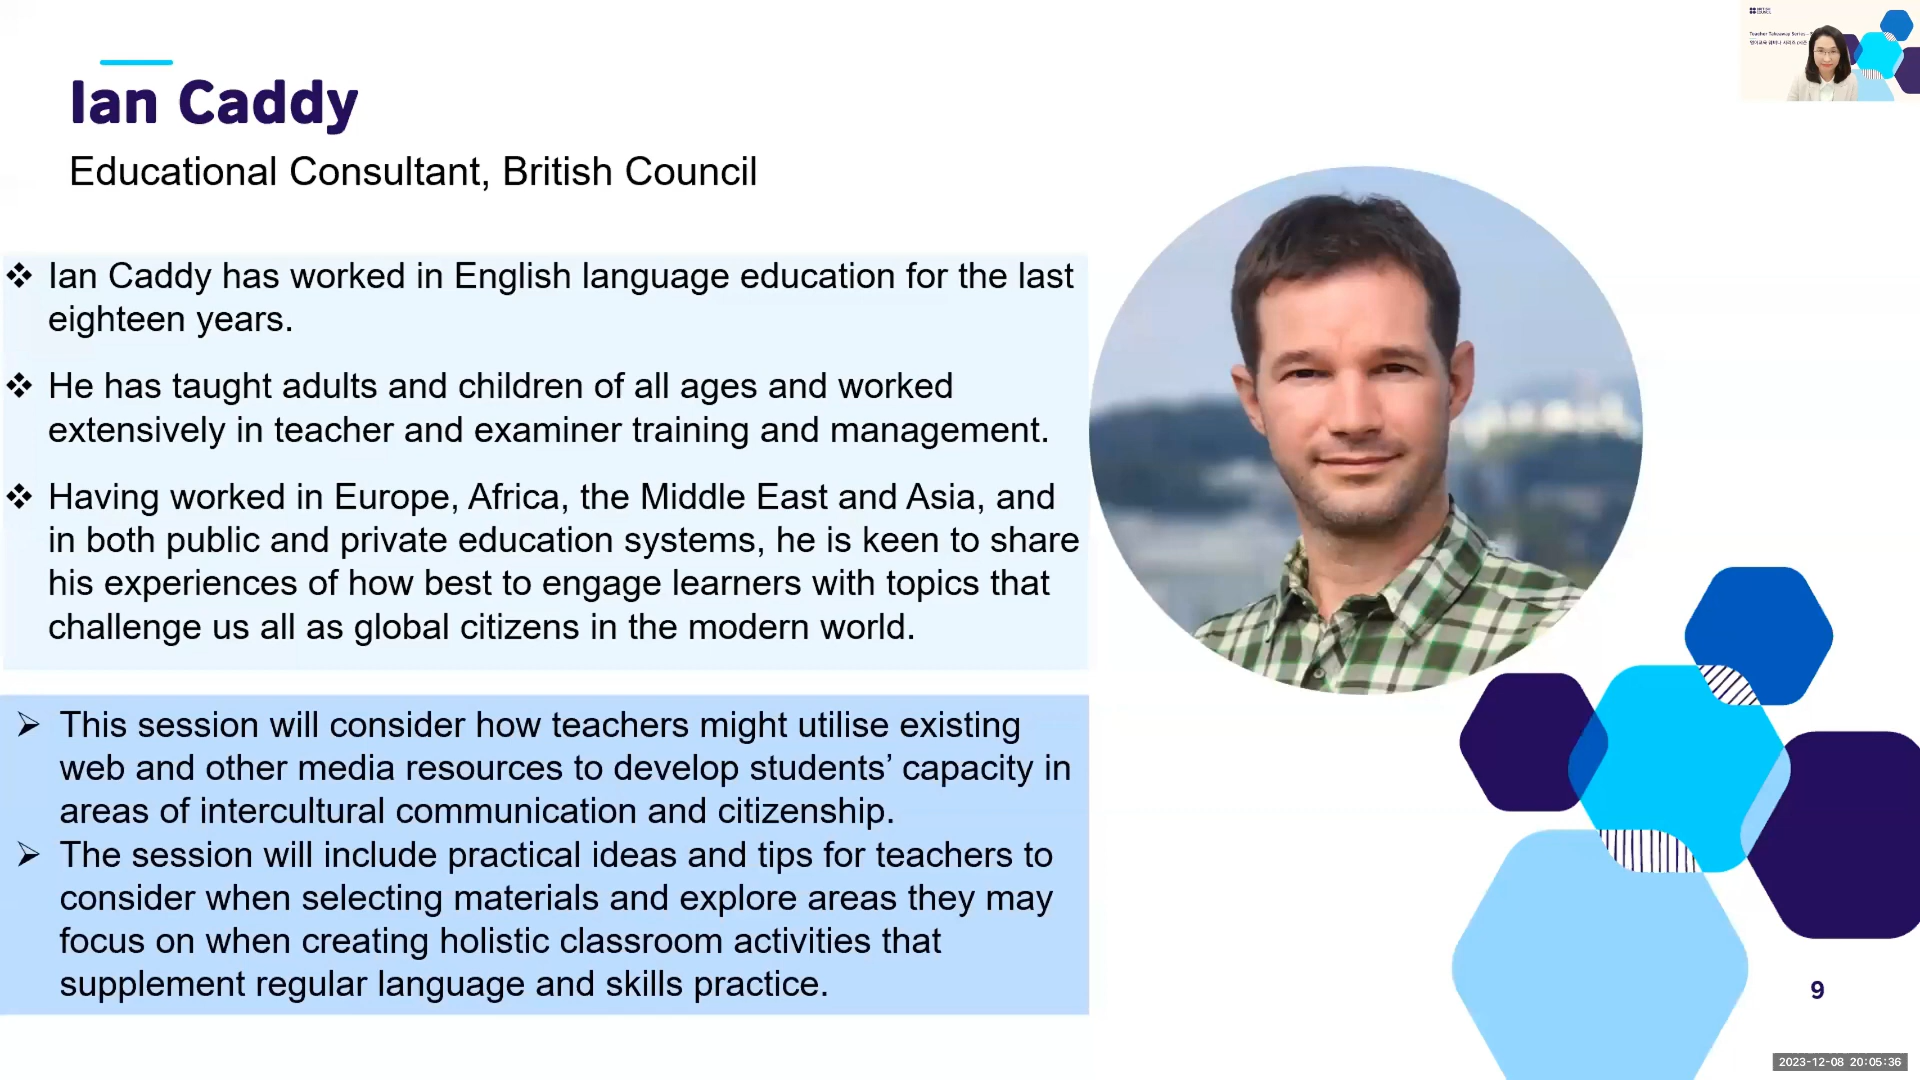 BRITISH
COUNCIL
Teacher Takeaway Series -
Ian Caddy
Educational Consultant, British Council
❖ Ian Caddy has worked in English language education for the last
eighteen years.
❖ He has taught adults and children of all ages and worked
extensively in teacher and examiner training and management.
❖ Having worked in Europe, Africa, the Middle East and Asia, and
in both public and private education systems, he is keen to share
his experiences of how best to engage learners with topics that
challenge us all as global citizens in the modern world.
➢ This session will consider how teachers might utilise existing
web and other media resources to develop students’ capacity in
areas of intercultural communication and citizenship.
➢ The session will include practical ideas and tips for teachers to
consider when selecting materials and explore areas they may
focus on when creating holistic classroom activities that
supplement regular language and skills practice.
9
2023-12-08 20:05:36